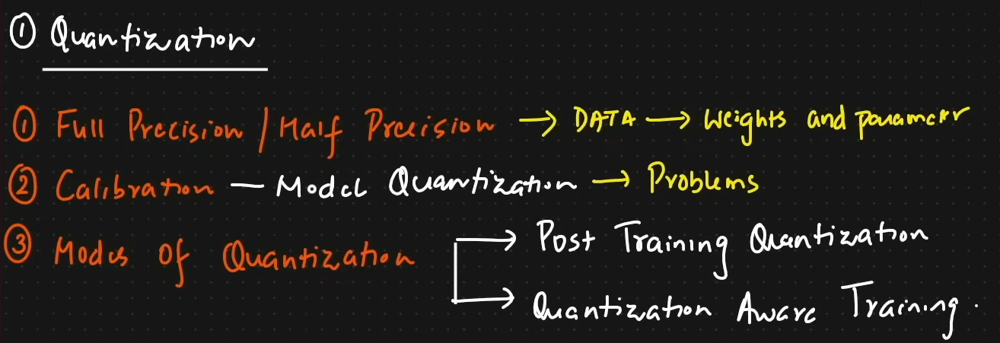 ① Quantization
① Full Precision / Half Precision → DATA → Weights and parameter
② Calibration — Model Quantization → Problems
③ Modes of Quantization → Post Training Quantization
→ Quantization Aware Training.